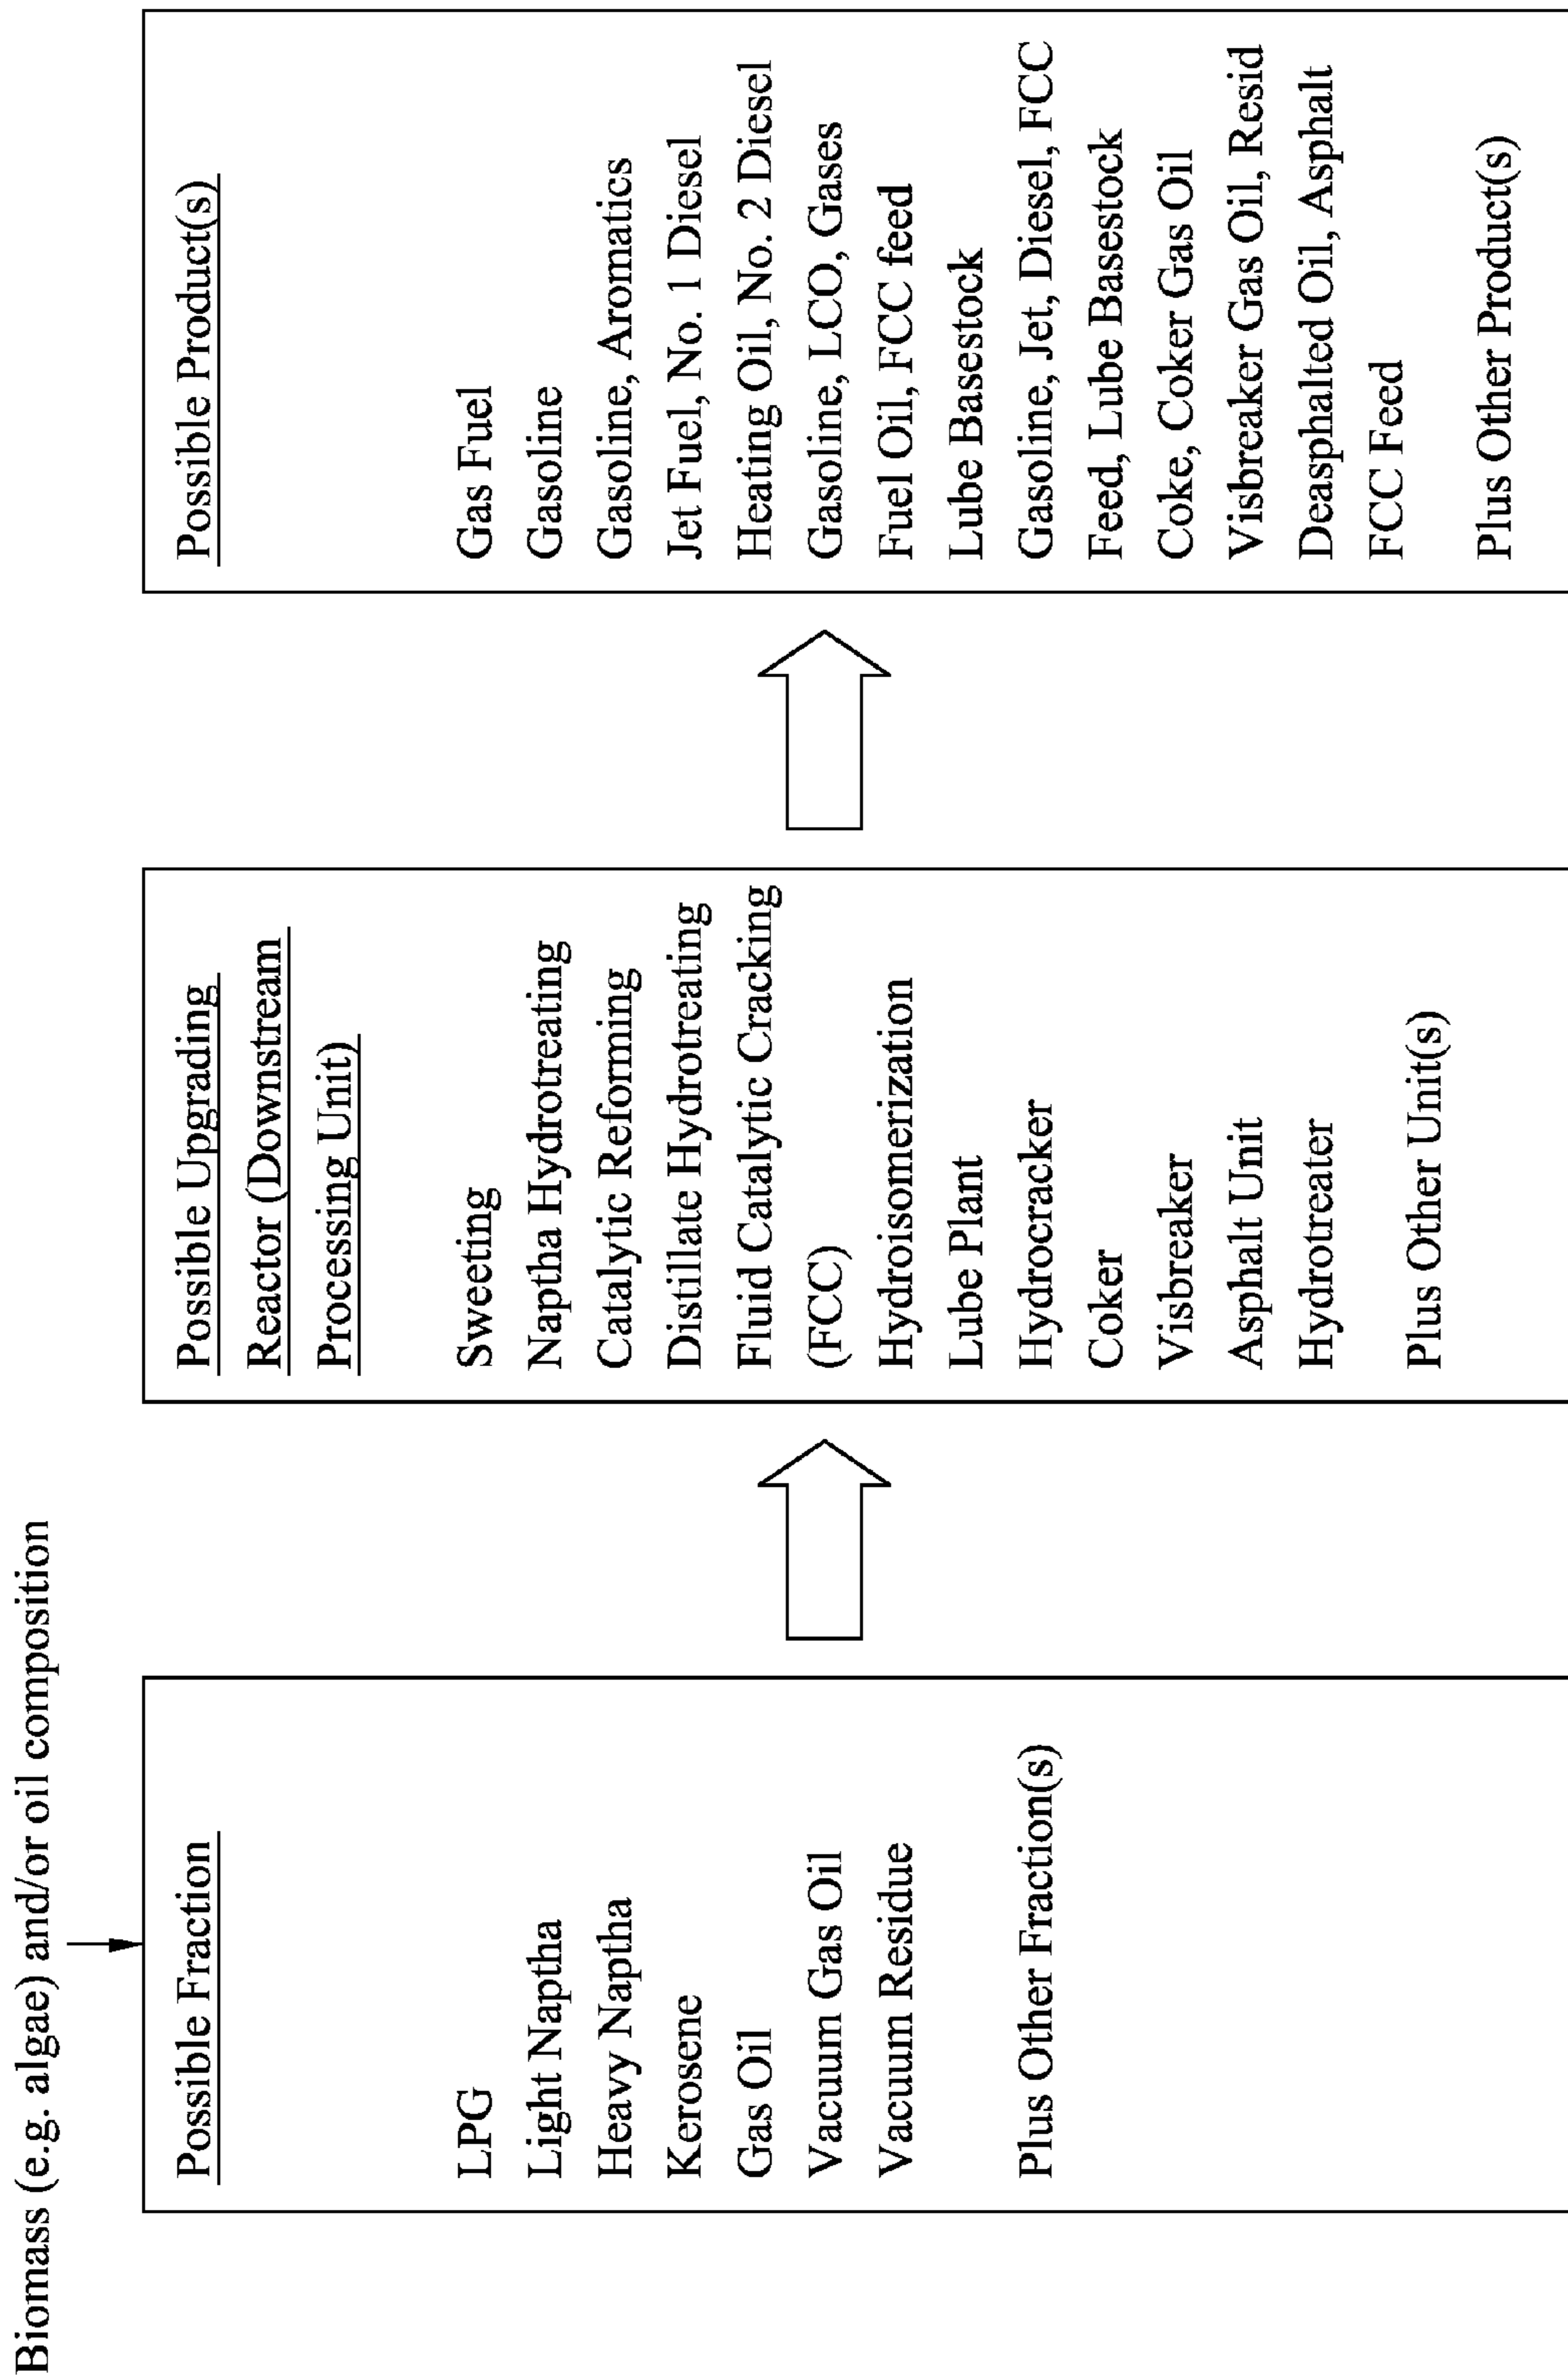 Biomass (e.g. algae) and/or oil composition
Possible Fraction
LPG
Light Naptha
Heavy Naptha
Kerosene
Gas Oil
Vacuum Gas Oil
Vacuum Residue
Plus Other Fraction(s)
Possible Upgrading
Reactor (Downstream
Processing Unit)
Sweeting
Naptha Hydrotreating
Catalytic Reforming
Distillate Hydrotreating
Fluid Catalytic Cracking
(FCC)
Hydroisomerization
Lube Plant
Hydrocracker
Coker
Visbreaker
Asphalt Unit
Hydrotreater
Plus Other Unit(s)
Possible Product(s)
Gas Fuel
Gasoline
Gasoline, Aromatics
Jet Fuel, No. 1 Diesel
Heating Oil, No. 2 Diesel
Gasoline, LCO, Gases
Fuel Oil, FCC feed
Lube Basestock
Gasoline, Jet, Diesel, FCC
Feed, Lube Basestock
Coke, Coker Gas Oil
Visbreaker Gas Oil, Resid
Deasphalted Oil, Asphalt
FCC Feed
Plus Other Product(s)